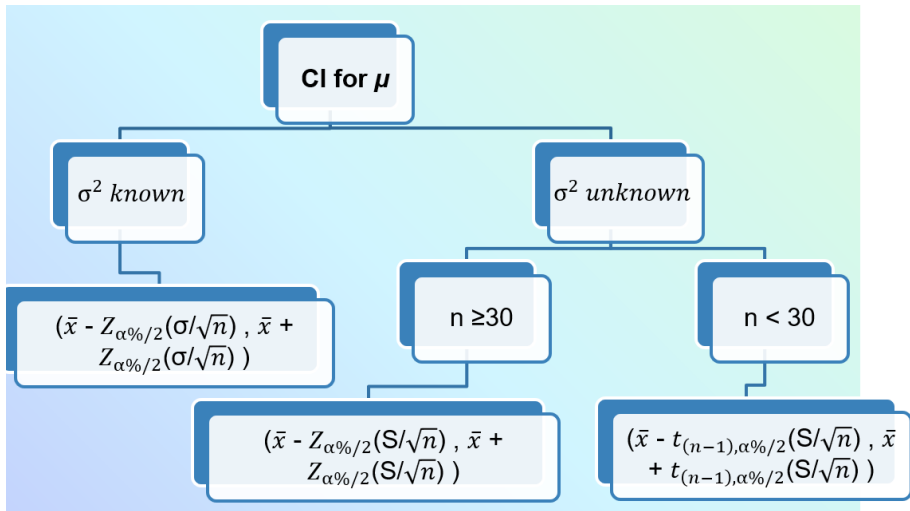 CI for μ
σ² known
σ² unknown
n ≥30
n < 30
(x̄ - Z_{α%/2}(σ/√n) , x̄ +
Z_{α%/2}(σ/√n) )
(x̄ - Z_{α%/2}(S/√n) , x̄ +
Z_{α%/2}(S/√n) )
(x̄ - t_{(n−1),α%/2}(S/√n) , x̄
+ t_{(n−1),α%/2}(S/√n) )